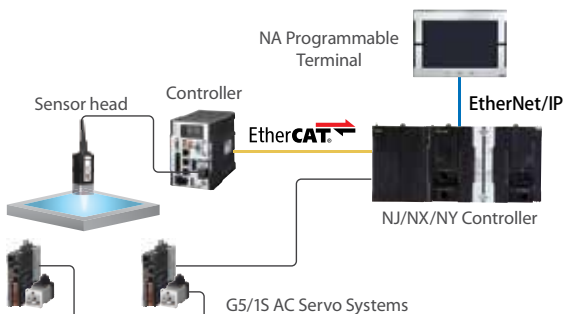 NA Programmable
Terminal
Controller
Sensor head
EtherNet/IP
EtherCAT®
NJ/NX/NY Controller
G5/1S AC Servo Systems